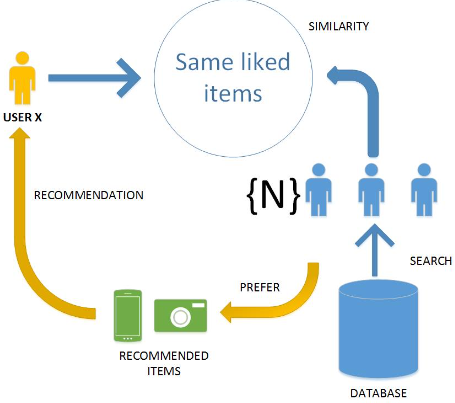 SIMILARITY
Same liked
items
USER X
{N}
RECOMMENDATION
SEARCH
PREFER
RECOMMENDED
ITEMS
DATABASE